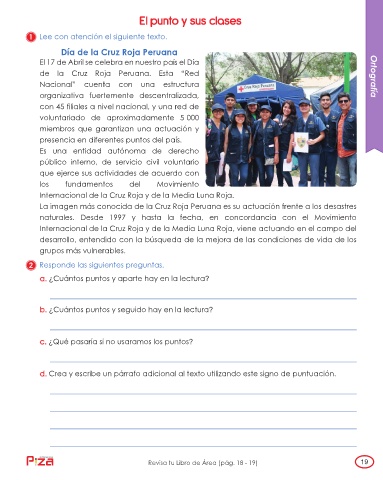 El punto y sus clases
1 Lee con atención el siguiente texto.
Día de la Cruz Roja Peruana
El 17 de Abril se celebra en nuestro país el Día
de la Cruz Roja Peruana. Esta "Red
Nacional" cuenta con una estructura
organizativa fuertemente descentralizada,
con 45 filiales a nivel nacional, y una red de
voluntariado de aproximadamente 5 000
miembros que garantizan una actuación y
presencia en diferentes puntos del país.
Es una entidad autónoma de derecho
público interno, de servicio civil voluntario
que ejerce sus actividades de acuerdo con
los fundamentos del Movimiento
Internacional de la Cruz Roja y de la Media Luna Roja.
La imagen más conocida de la Cruz Roja Peruana es su actuación frente a los desastres
naturales. Desde 1997 y hasta la fecha, en concordancia con el Movimiento
Internacional de la Cruz Roja y de la Media Luna Roja, viene actuando en el campo del
desarrollo, entendido con la búsqueda de la mejora de las condiciones de vida de los
grupos más vulnerables.
Cruz Roja Peruana
Ortografía
2 Responde las siguientes preguntas.
a. ¿Cuántos puntos y aparte hay en la lectura?
b. ¿Cuántos puntos y seguido hay en la lectura?
c. ¿Qué pasaría si no usaramos los puntos?
d. Crea y escribe un párrafo adicional al texto utilizando este signo de puntuación.
Piza
Revisa tu Libro de Área (pág. 18 - 19)
19